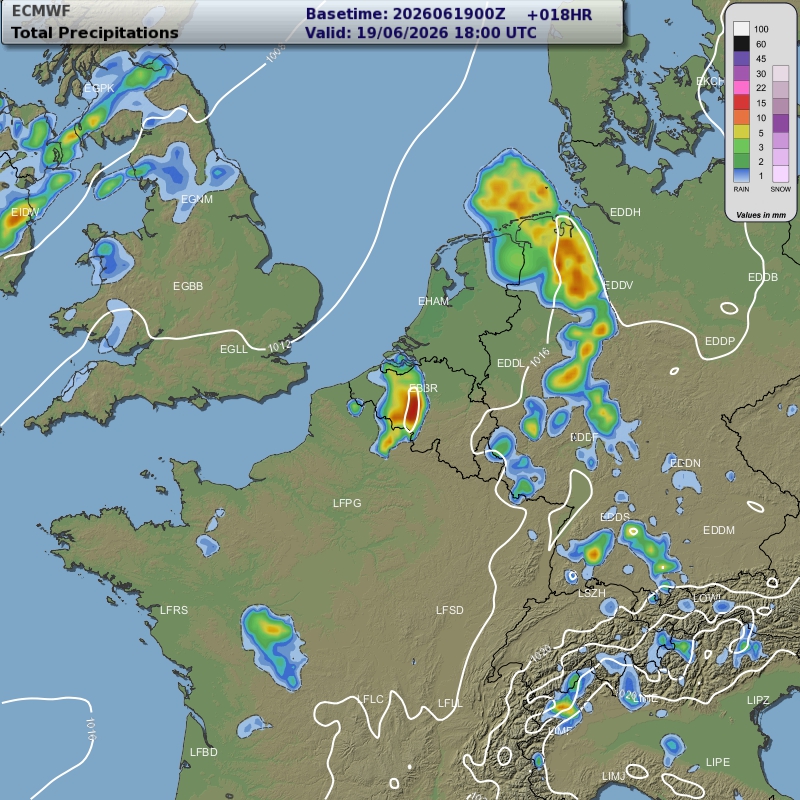 ECMWF
Total Precipitations
Basetime: 2026061900Z +018HR
Valid: 19/06/2026 18:00 UTC
100
60
45
30
22
15
10
5
3
2
1
RAIN SNOW
Values in mm
1008
EGPK
EKCH
EIDW
EGNM
EDDH
EGBB
EDDB
EDDV
EHAM
1012
EGLL
EDDP
1016
EDDL
EBBR
EDDF
EDDN
LFPG
EDDS
EDDM
LSZH
LOWI
LFRS
LFSD
1020
LFLC
LFLL
1020
LIPZ
1016
LFBD
LIPE
LIMJ